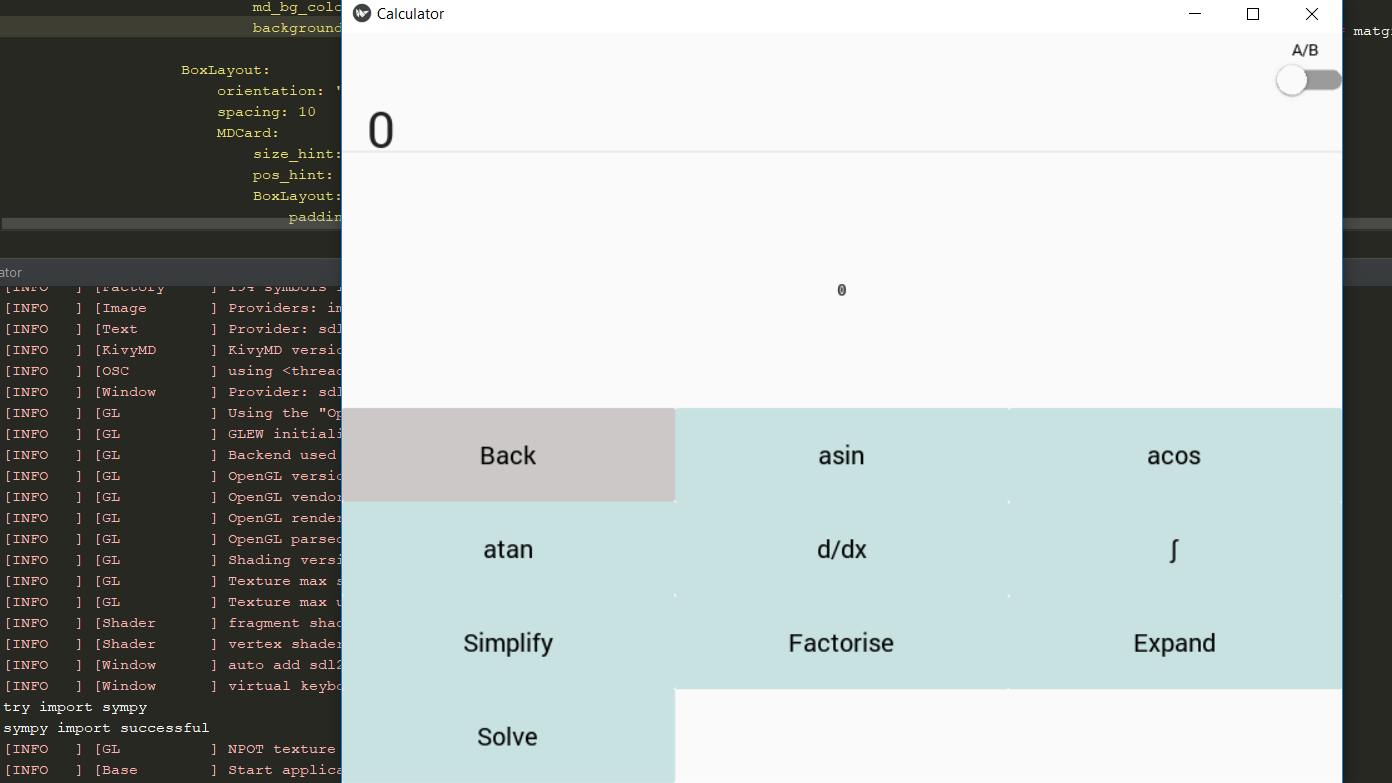 md_bg_colo
background
BoxLayout:
orientation: '
spacing: 10
MDCard:
size_hint:
pos_hint:
BoxLayout:
paddin
ator
[INFO ] [Factory ] 194 symbols l
[INFO ] [Image ] Providers: im
[INFO ] [Text ] Provider: sdl
[INFO ] [KivyMD ] KivyMD versio
[INFO ] [OSC ] using <thread
[INFO ] [Window ] Provider: sdl
[INFO ] [GL ] Using the "Op
[INFO ] [GL ] GLEW initiali
[INFO ] [GL ] Backend used
[INFO ] [GL ] OpenGL versio
[INFO ] [GL ] OpenGL vendor
[INFO ] [GL ] OpenGL render
[INFO ] [GL ] OpenGL parsed
[INFO ] [GL ] Shading versi
[INFO ] [GL ] Texture max s
[INFO ] [GL ] Texture max u
[INFO ] [Shader ] fragment shad
[INFO ] [Shader ] vertex shader
[INFO ] [Window ] auto add sdl2
[INFO ] [Window ] virtual keybo
try import sympy
sympy import successful
[INFO ] [GL ] NPOT texture
[INFO ] [Base ] Start applica
Calculator
A/B
0
0
Back asin acos
atan d/dx ∫
Simplify Factorise Expand
Solve
matg